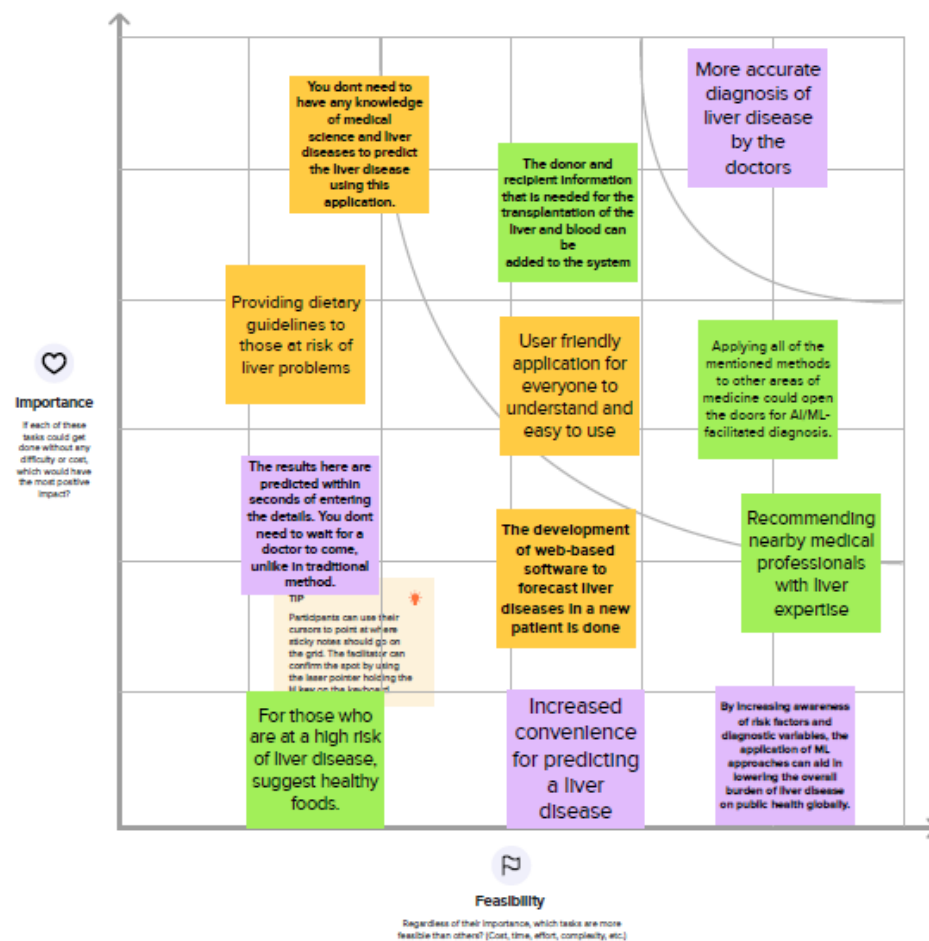 You dont need to
have any knowledge
of medical
science and liver
diseases to predict
the liver disease
using this
application.
More accurate
diagnosis of
liver disease
by the
doctors
The donor and
recipient information
that is needed for the
transplantation of the
liver and blood can
be
added to the system
Providing dietary
guidelines to
those at risk of
liver problems
User friendly
application for
everyone to
understand and
easy to use
Applying all of the
mentioned methods
to other areas of
medicine could open
the doors for AI/ML-
facilitated diagnosis.
Importance
If each of these
tasks could get
done without any
difficulty or cost,
which would have
the most positive
impact?
The results here are
predicted within
seconds of entering
the details. You dont
need to wait for a
doctor to come,
unlike in traditional
method.
The development
of web-based
software to
forecast liver
diseases in a new
patient is done
Recommending
nearby medical
professionals
with liver
expertise
TIP
Participants can use their
cursors to point at where
sticky notes should go on
the grid. The facilitator can
confirm the spot by using
the laser pointer holding the
H key on the keyboard.
For those who
are at a high risk
of liver disease,
suggest healthy
foods.
Increased
convenience
for predicting
a liver
disease
By increasing awareness
of risk factors and
diagnostic variables, the
application of ML
approaches can aid in
lowering the overall
burden of liver disease
on public health globally.
Feasibility
Regardless of their importance, which tasks are more
feasible than others? (Cost, time, effort, complexity, etc.)